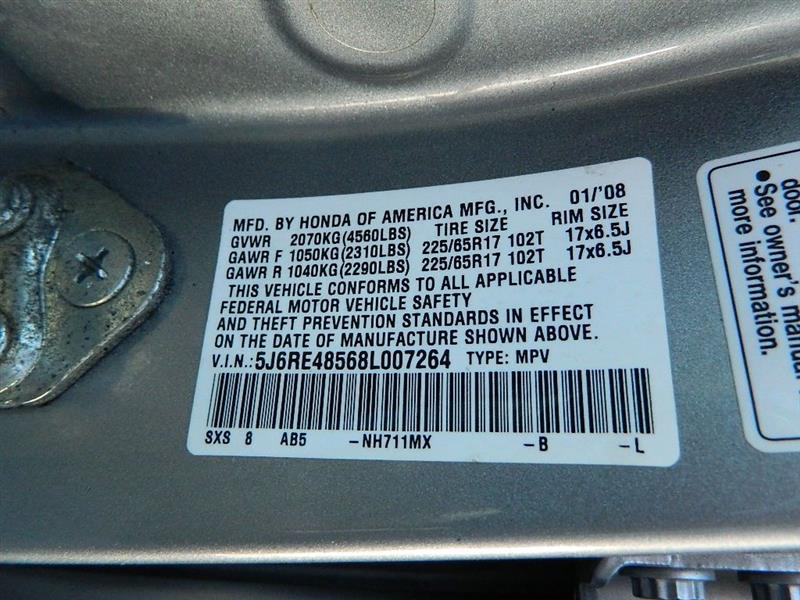 MFD. BY HONDA OF AMERICA MFG., INC. 01/'08
GVWR 2070KG(4560LBS) TIRE SIZE RIM SIZE
GAWR F 1050KG(2310LBS) 225/65R17 102T 17x6.5J
GAWR R 1040KG(2290LBS) 225/65R17 102T 17x6.5J
THIS VEHICLE CONFORMS TO ALL APPLICABLE
FEDERAL MOTOR VEHICLE SAFETY
AND THEFT PREVENTION STANDARDS IN EFFECT
ON THE DATE OF MANUFACTURE SHOWN ABOVE.
V.I.N.:5J6RE48568L007264 TYPE: MPV
SXS 8 AB5 -NH711MX -B -L
door.
• See owner's manual
more information.